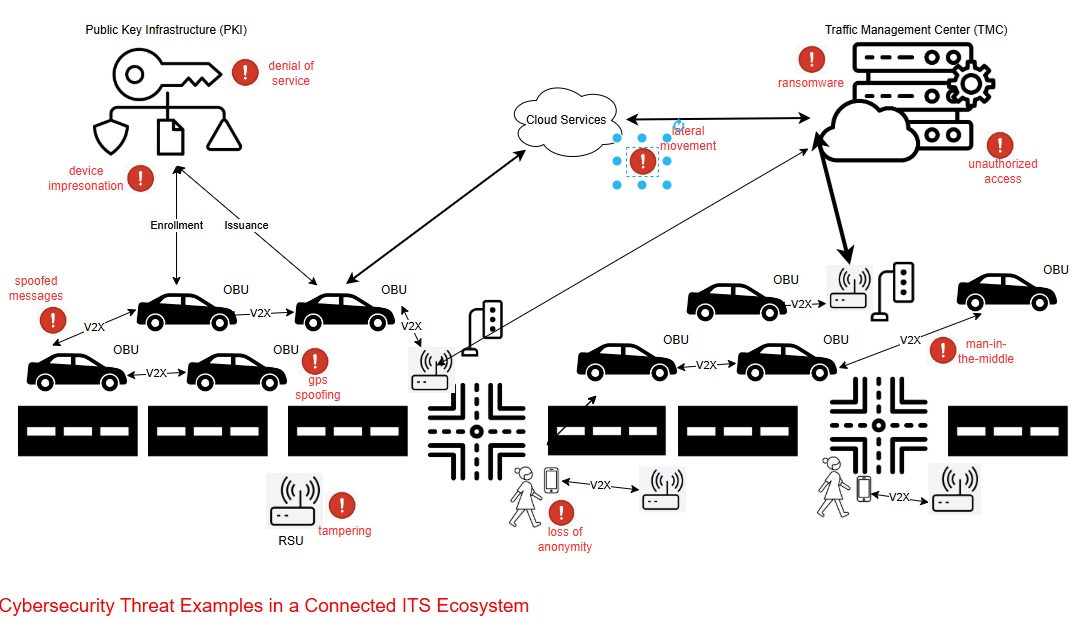 Public Key Infrastructure (PKI)
Traffic Management Center (TMC)
denial of
service
ransomware
Cloud Services
lateral
movement
unauthorized
access
device
impresonation
Enrollment
Issuance
spoofed
messages
OBU
OBU
V2X
V2X
V2X
OBU
OBU
V2X
gps
spoofing
OBU
OBU
V2X
OBU
OBU
V2X
V2X
man-in-
the-middle
RSU
tampering
V2X
loss of
anonymity
V2X
Cybersecurity Threat Examples in a Connected ITS Ecosystem